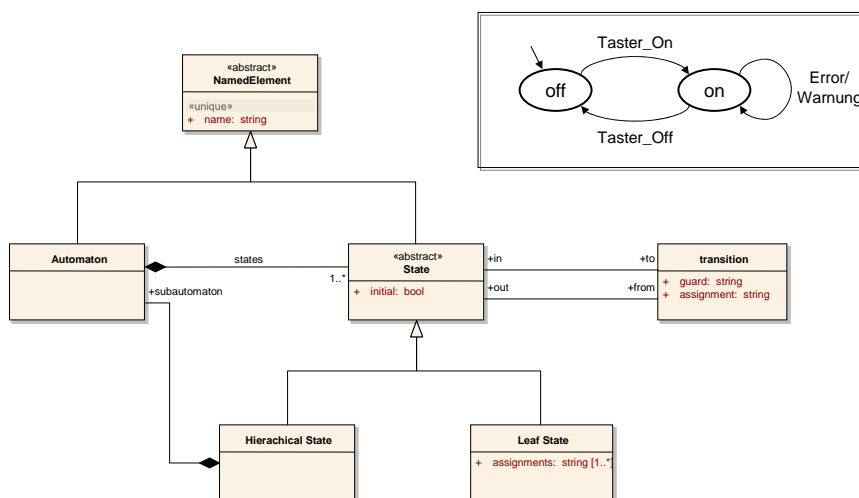 «abstract»
NamedElement
«unique»
+ name: string
Taster_On
off
on
Error/
Warnung
Taster_Off
Automaton
states
1..*
+subautomaton
«abstract»
State
+ initial: bool
+in
+to
+out
+from
transition
+ guard: string
+ assignment: string
Hierachical State
Leaf State
+ assignments: string [1..*]